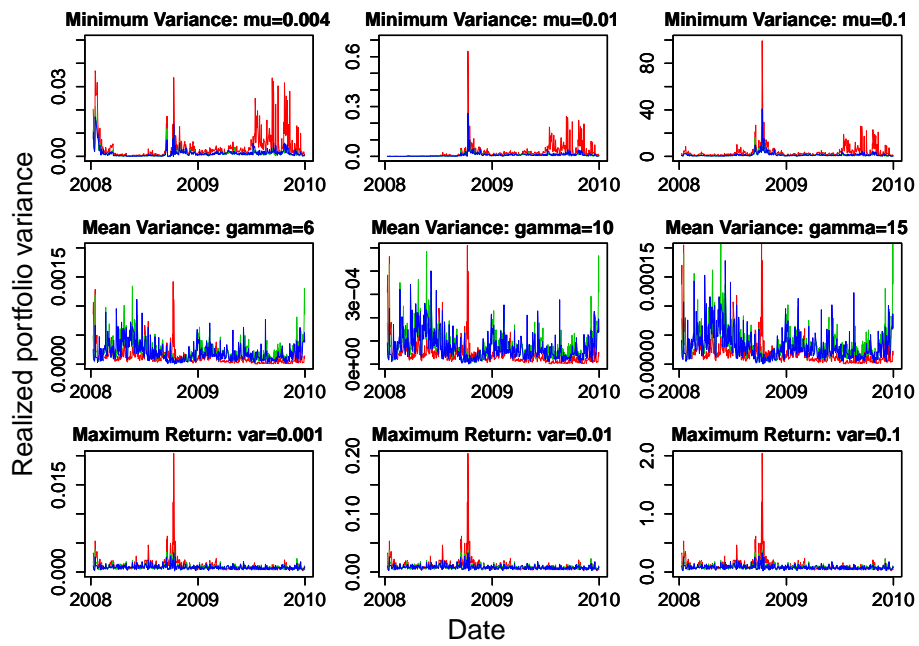 Minimum Variance: mu=0.004 Minimum Variance: mu=0.01 Minimum Variance: mu=0.1
0.03
0.00
2008 2009 2010
0.6
0.3
0.0
2008 2009 2010
80
40
0
2008 2009 2010
Mean Variance: gamma=6 Mean Variance: gamma=10 Mean Variance: gamma=15
0.0015
0.0000
2008 2009 2010
3e-04
0e+00
2008 2009 2010
0.00015
0.00000
2008 2009 2010
Maximum Return: var=0.001 Maximum Return: var=0.01 Maximum Return: var=0.1
0.015
0.000
2008 2009 2010
0.20
0.10
0.00
2008 2009 2010
2.0
1.0
0.0
2008 2009 2010
Realized portfolio variance
Date